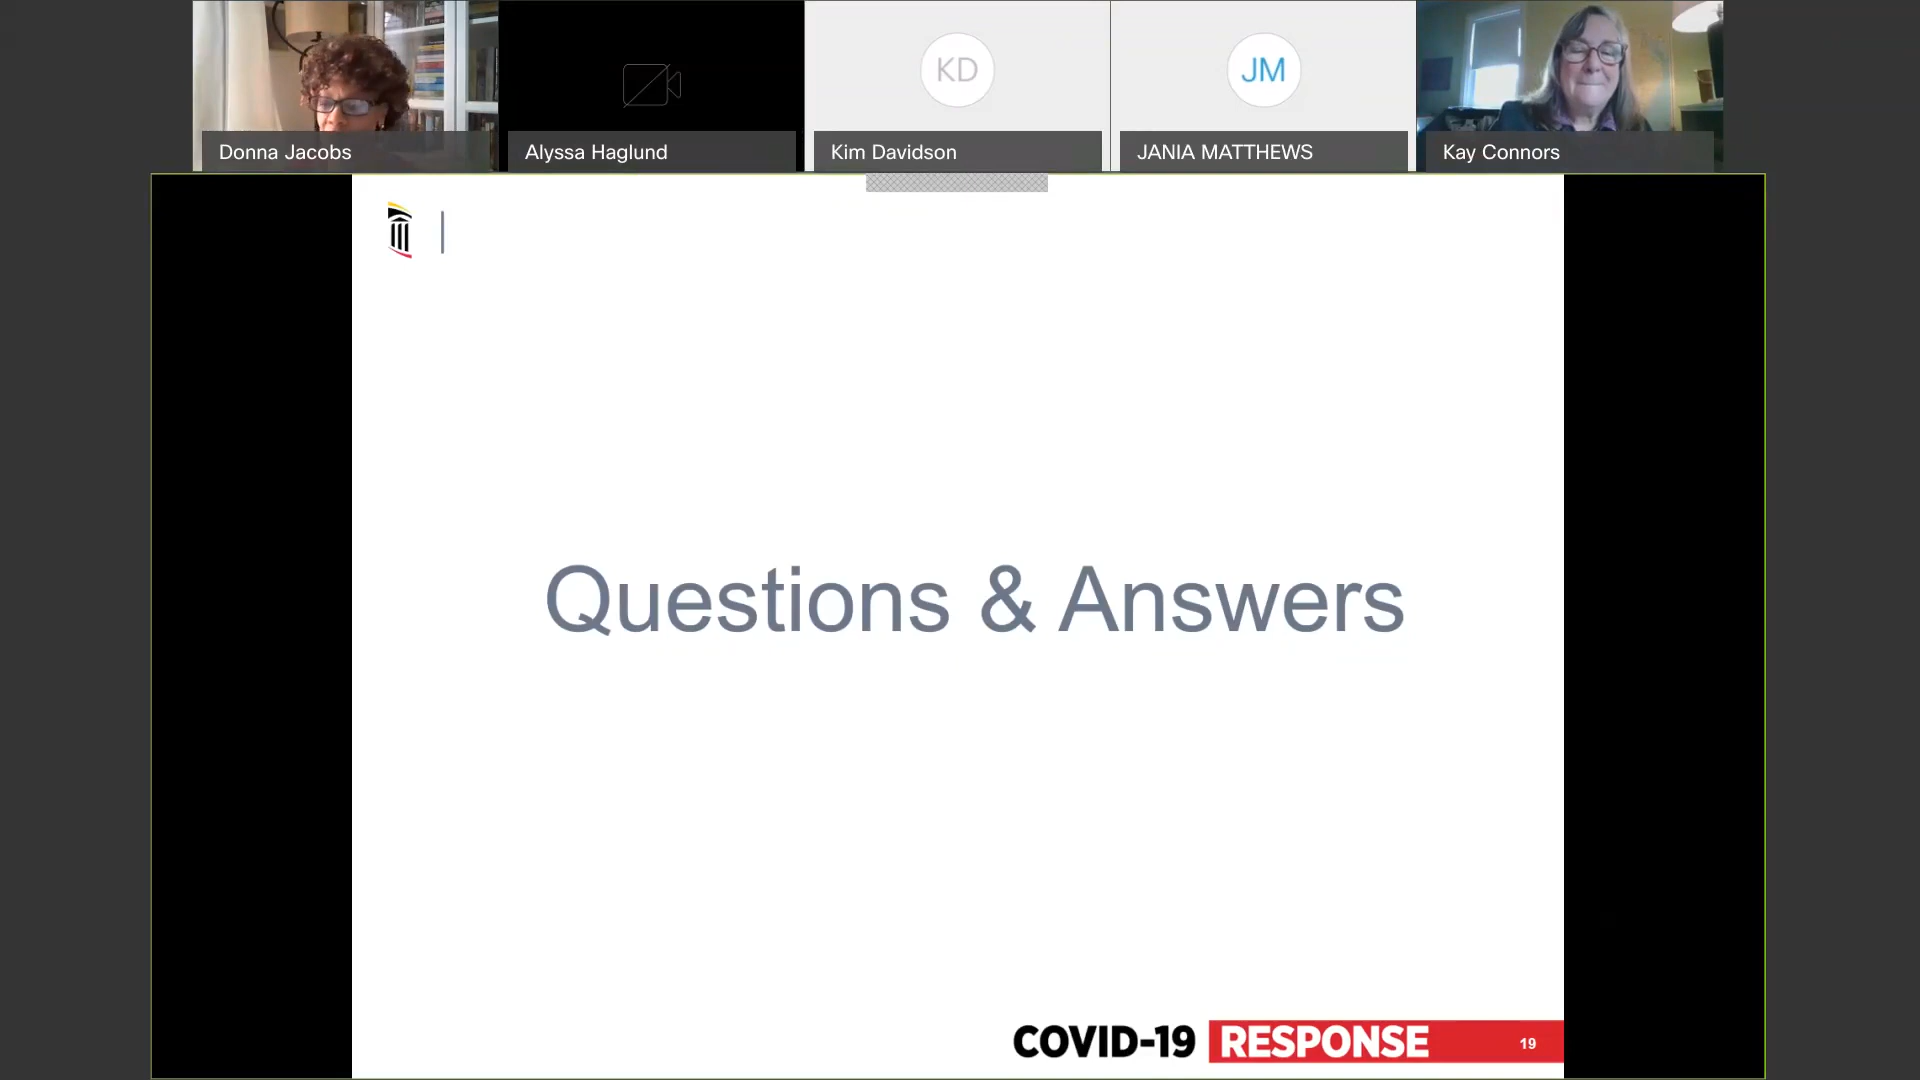 Donna Jacobs
Alyssa Haglund
KD
Kim Davidson
JM
JANIA MATTHEWS
Kay Connors
Questions & Answers
COVID-19 RESPONSE
19